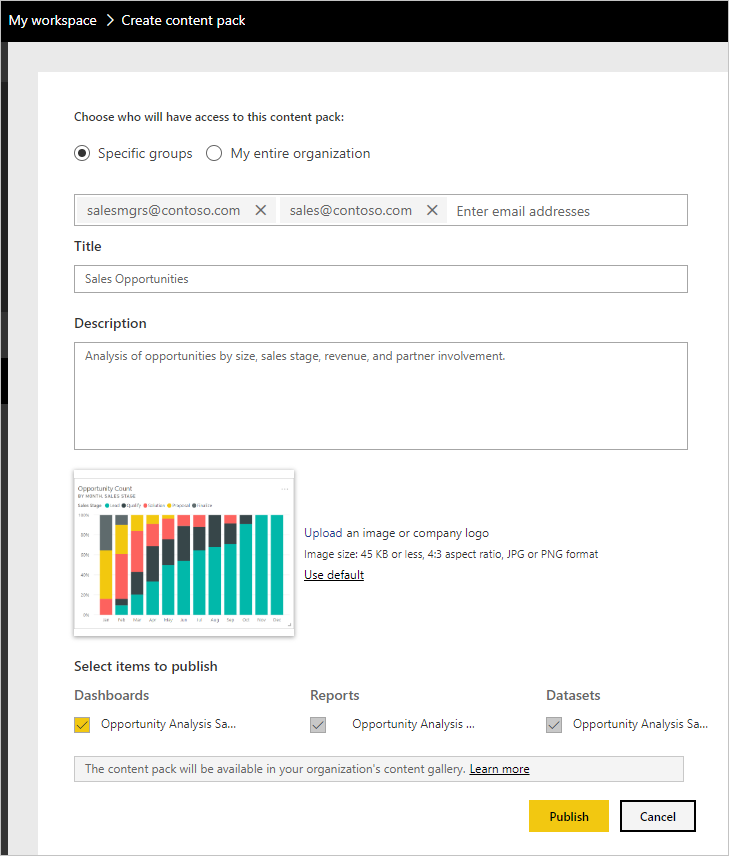 My workspace > Create content pack
Choose who will have access to this content pack:
Specific groups My entire organization
salesmgrs@contoso.com sales@contoso.com Enter email addresses
Title
Sales Opportunities
Description
Analysis of opportunities by size, sales stage, revenue, and partner involvement.
Opportunity Count
BY MONTH, SALES STAGE
Sales Stage Lead Qualify Solution Proposal Finalize
100%
80%
60%
40%
20%
0%
Jan Feb Mar Apr May Jun Jul Aug Sep Oct Nov Dec
Upload an image or company logo
Image size: 45 KB or less, 4:3 aspect ratio, JPG or PNG format
Use default
Select items to publish
Dashboards Reports Datasets
Opportunity Analysis Sa... Opportunity Analysis ... Opportunity Analysis Sa...
The content pack will be available in your organization's content gallery. Learn more
Publish Cancel